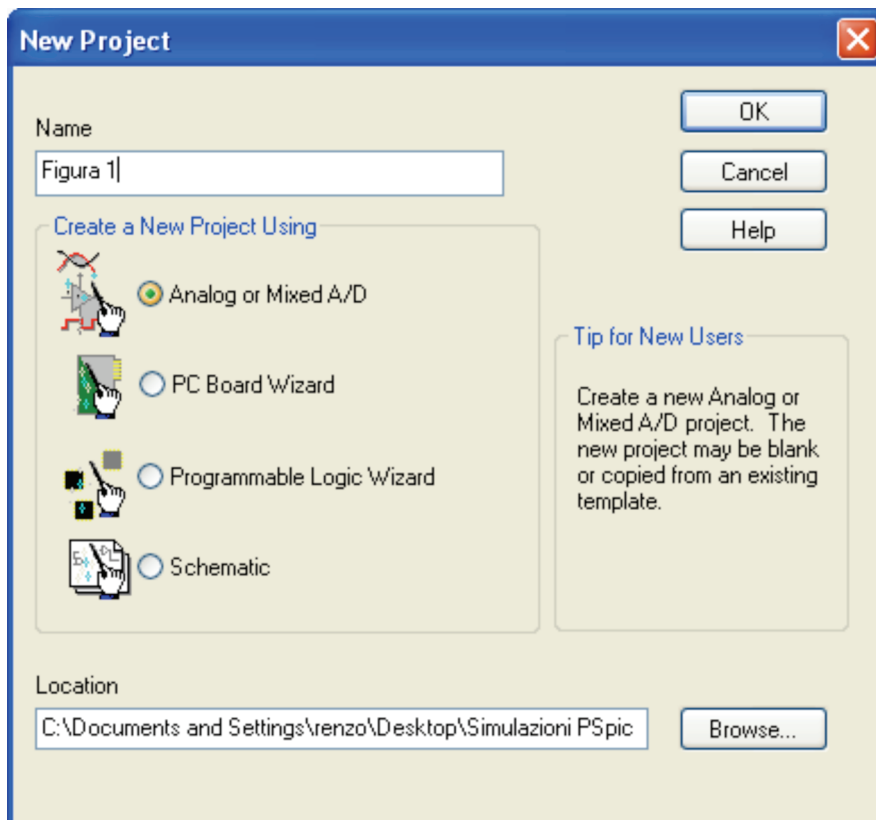 New Project
Name
Figura 1
OK
Cancel
Help
Create a New Project Using
Analog or Mixed A/D
PC Board Wizard
Programmable Logic Wizard
Schematic
Tip for New Users
Create a new Analog or
Mixed A/D project. The
new project may be blank
or copied from an existing
template.
Location
C:\Documents and Settings\renzo\Desktop\Simulazioni PSpic
Browse...